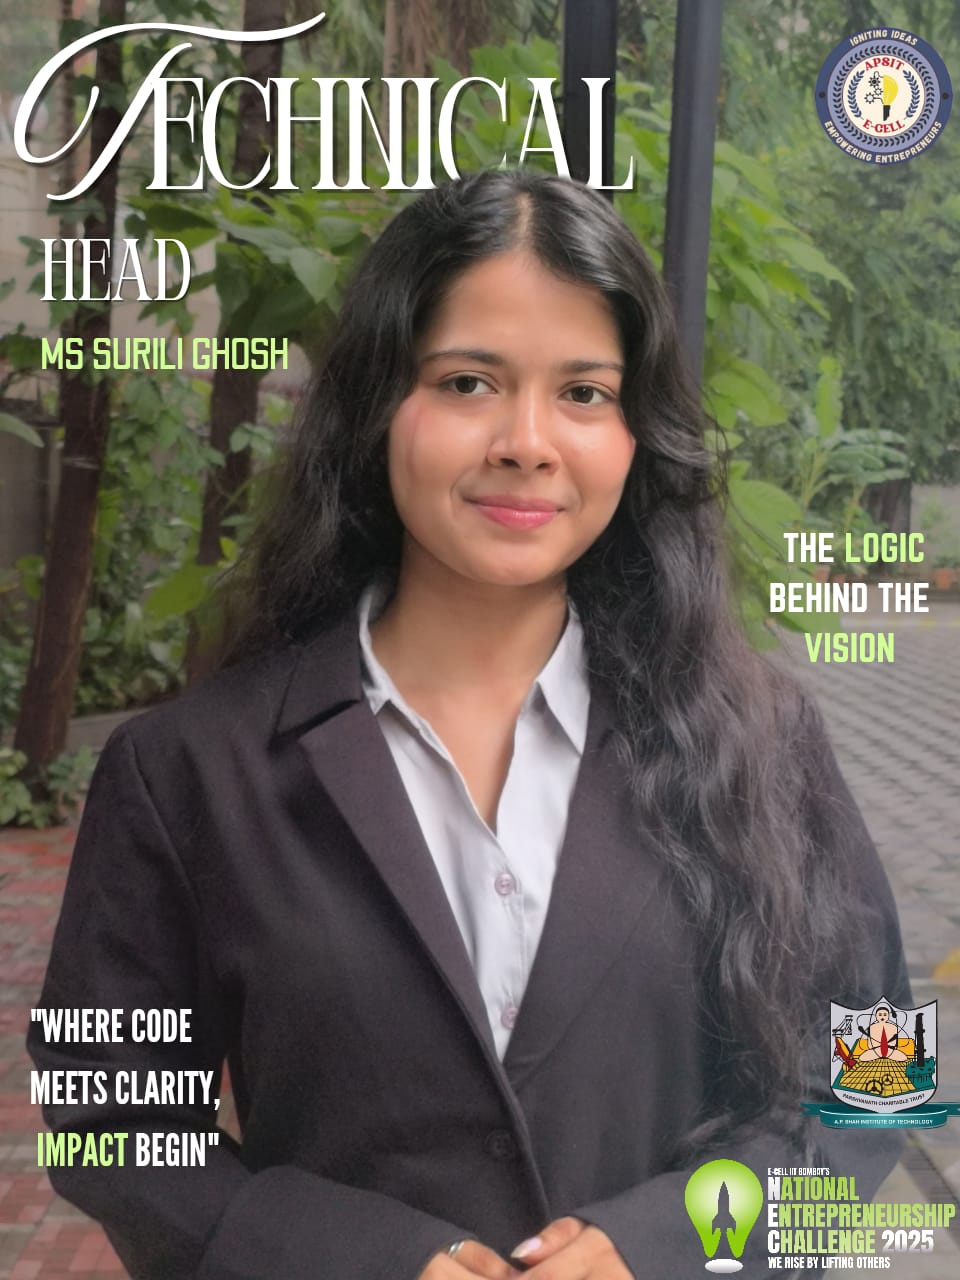 TECHNICAL
HEAD
MS SURILI GHOSH
IGNITING IDEAS
APSIT
E-CELL
EMPOWERING ENTREPRENEURS
THE LOGIC
BEHIND THE
VISION
"WHERE CODE
MEETS CLARITY,
IMPACT BEGIN"
PARSHVANATH CHARITABLE TRUST
A.P. SHAH INSTITUTE OF TECHNOLOGY
E-CELL IIT BOMBAY'S
NATIONAL
ENTREPRENEURSHIP
CHALLENGE 2025
WE RISE BY LIFTING OTHERS